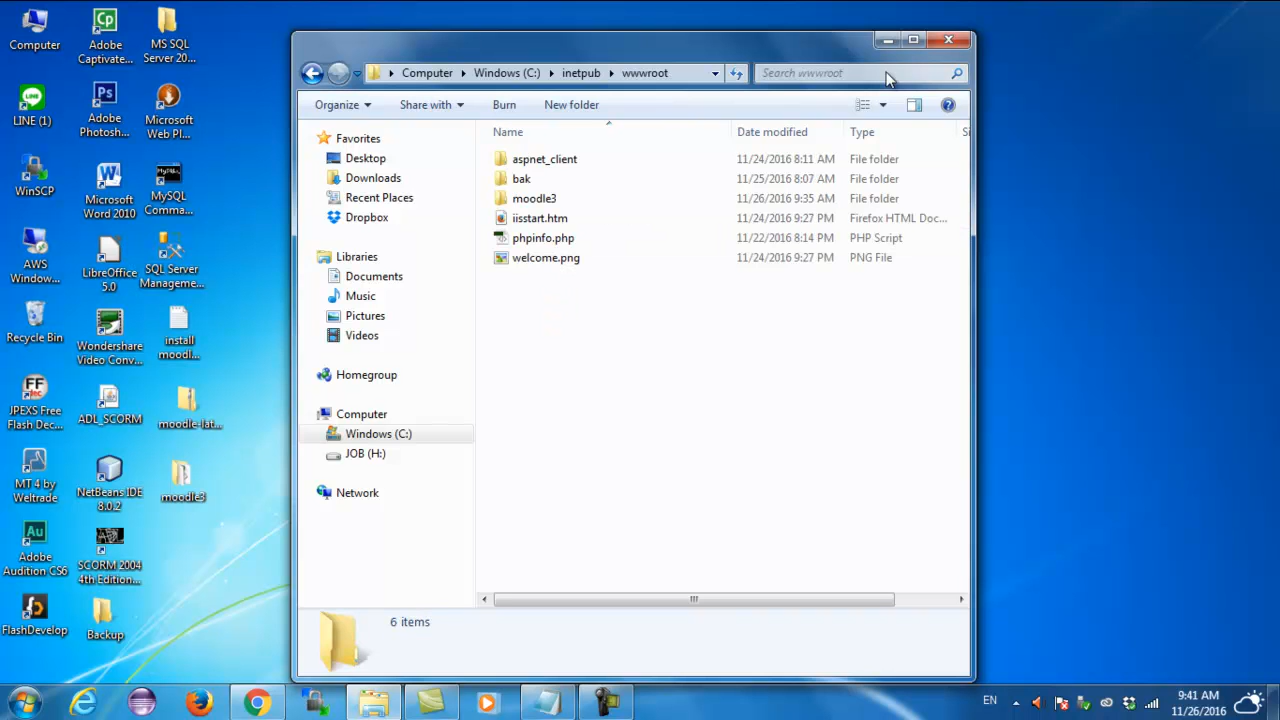 Computer
Adobe
Captivate...
MS SQL
Server 20...
LINE (1)
Adobe
Photosh...
Microsoft
Web Pl...
WinSCP
Microsoft
Word 2010
MySQL
Comma...
AWS
Window...
LibreOffice
5.0
SQL Server
Manageme...
Recycle Bin
Wondershare
Video Conv...
install
moodl...
JPEXS Free
Flash Dec...
ADL_SCORM
moodle-lat...
MT 4 by
Weltrade
NetBeans IDE
8.0.2
moodle3
Adobe
Audition CS6
SCORM 2004
4th Edition...
FlashDevelop
Backup
Computer Windows (C:) inetpub wwwroot
Search wwwroot
Organize Share with Burn New folder
Favorites
Desktop
Downloads
Recent Places
Dropbox
Libraries
Documents
Music
Pictures
Videos
Homegroup
Computer
Windows (C:)
JOB (H:)
Network
Name Date modified Type Si
aspnet_client 11/24/2016 8:11 AM File folder
bak 11/25/2016 8:07 AM File folder
moodle3 11/26/2016 9:35 AM File folder
iisstart.htm 11/24/2016 9:27 PM Firefox HTML Doc...
phpinfo.php 11/22/2016 8:14 PM PHP Script
welcome.png 11/24/2016 9:27 PM PNG File
6 items
EN
9:41 AM
11/26/2016